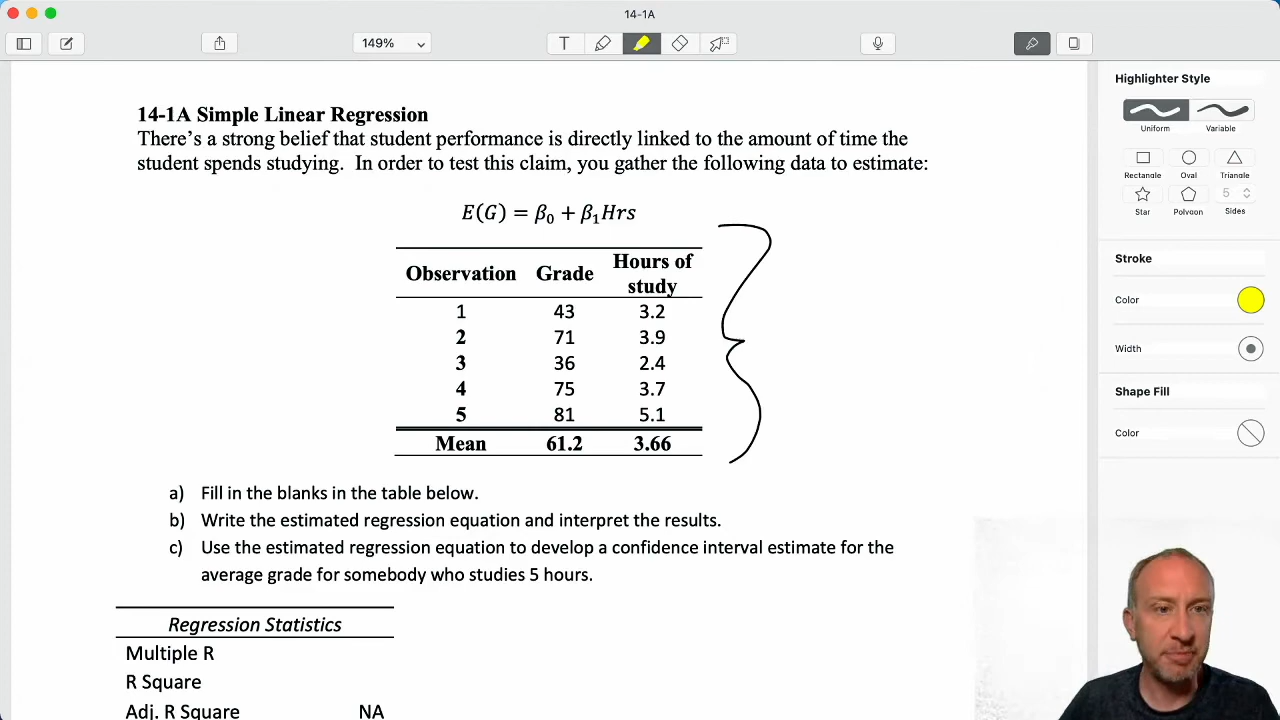 14-1A
149%
T
Highlighter Style
Uniform
Variable
Rectangle
Oval
Triangle
Star
Polygon
5
Sides
Stroke
Color
Width
Shape Fill
Color
14-1A Simple Linear Regression
There's a strong belief that student performance is directly linked to the amount of time the
student spends studying. In order to test this claim, you gather the following data to estimate:
E(G) = β₀ + β₁Hrs
Observation Grade Hours of study
1 43 3.2
2 71 3.9
3 36 2.4
4 75 3.7
5 81 5.1
Mean 61.2 3.66
a) Fill in the blanks in the table below.
b) Write the estimated regression equation and interpret the results.
c) Use the estimated regression equation to develop a confidence interval estimate for the
average grade for somebody who studies 5 hours.
Regression Statistics
Multiple R
R Square
Adj. R Square NA